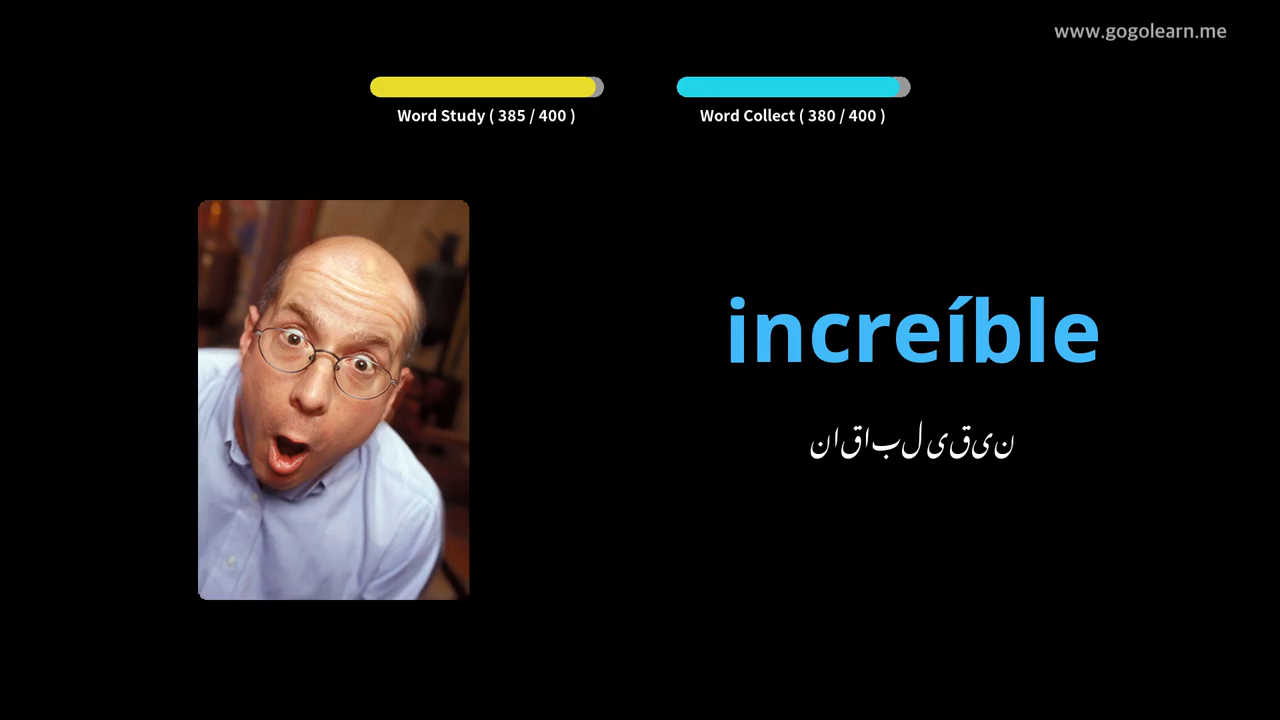 www.gogolearn.me
Word Study ( 385 / 400 )
Word Collect ( 380 / 400 )
increíble
ناقابل یقین